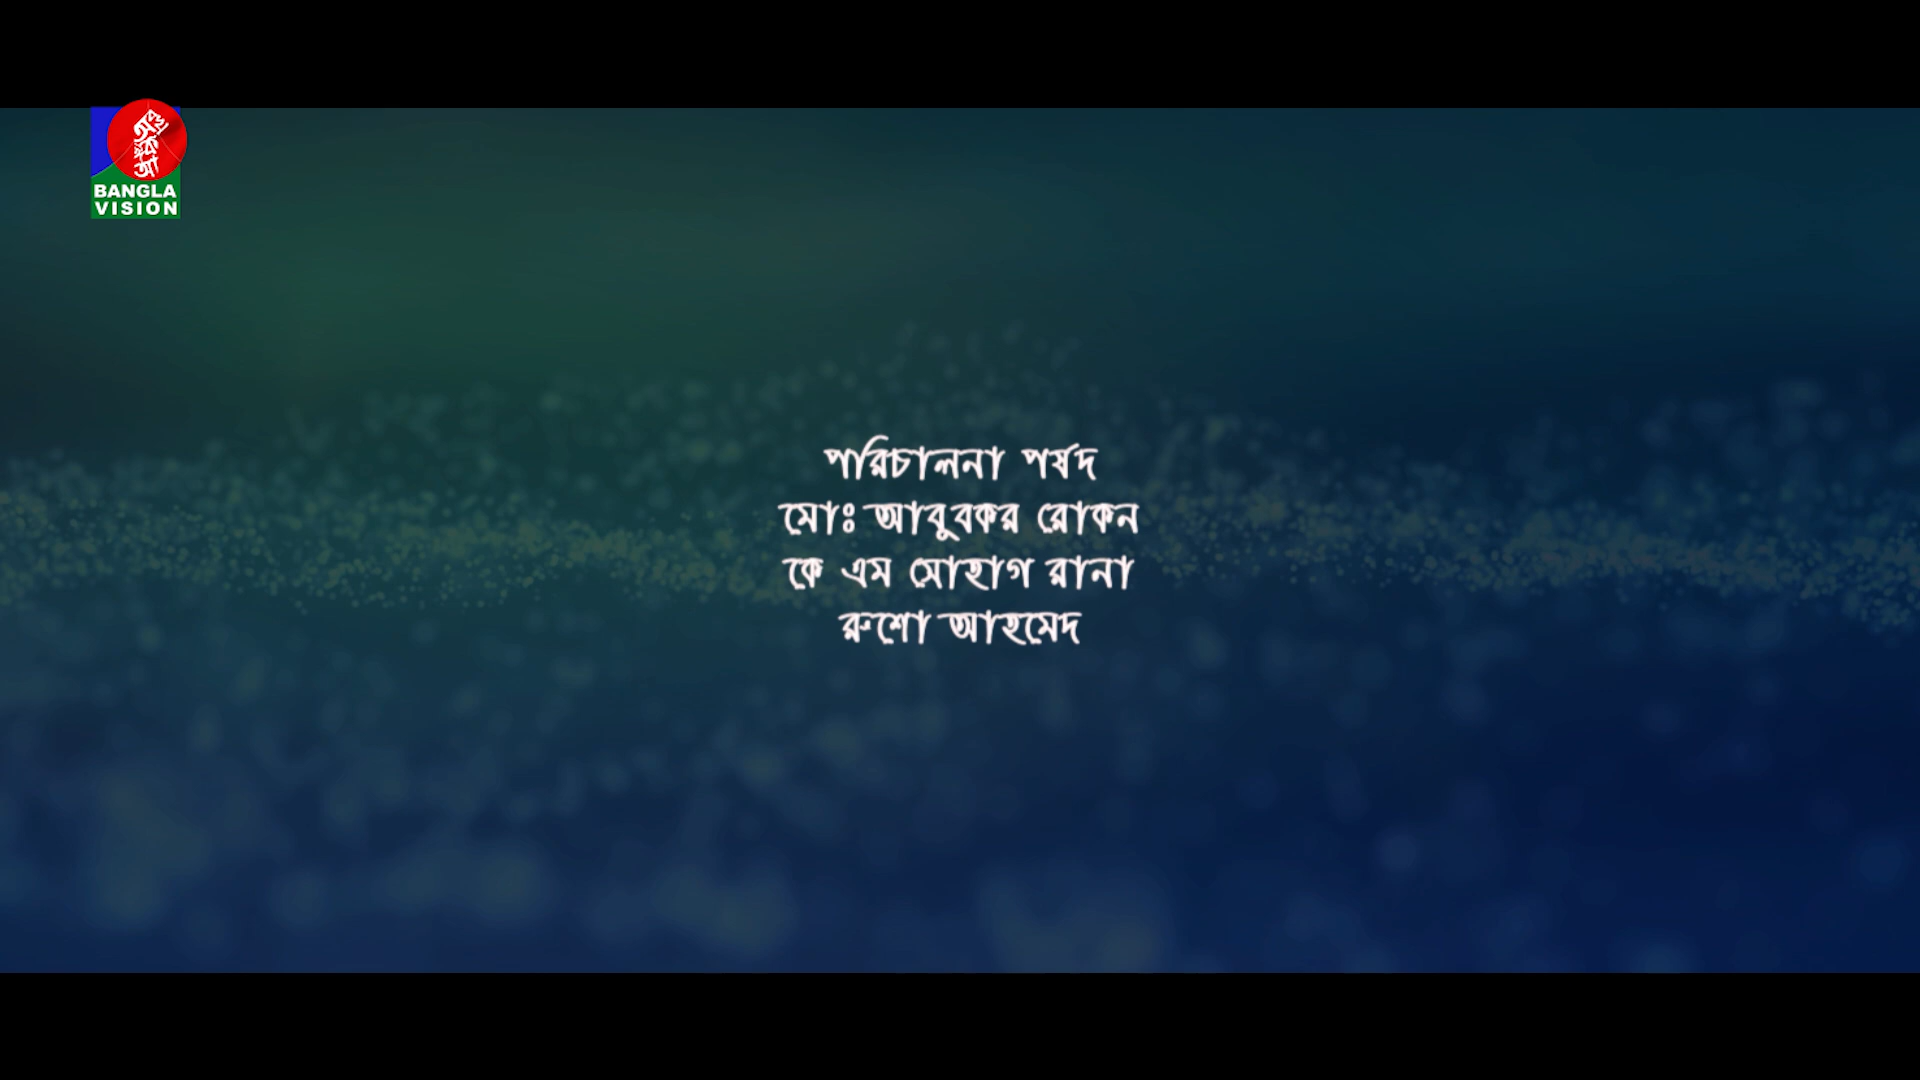 BANGLA
VISION
পরিচালনা পর্ষদ
মোঃ আবুবকর রোকন
কে এম সোহাগ রানা
রুশো আহমেদ